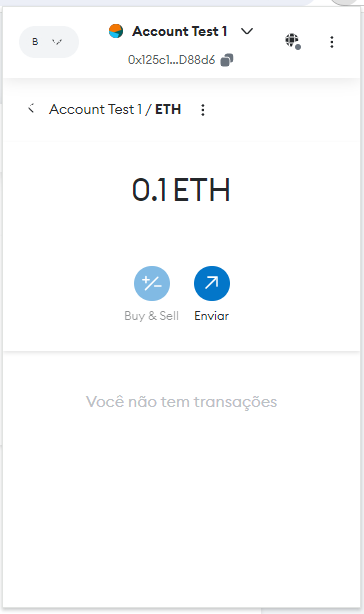 B
Account Test 1
0x125c1...D88d6
Account Test 1 / ETH
0.1 ETH
Buy & Sell
Enviar
Você não tem transações